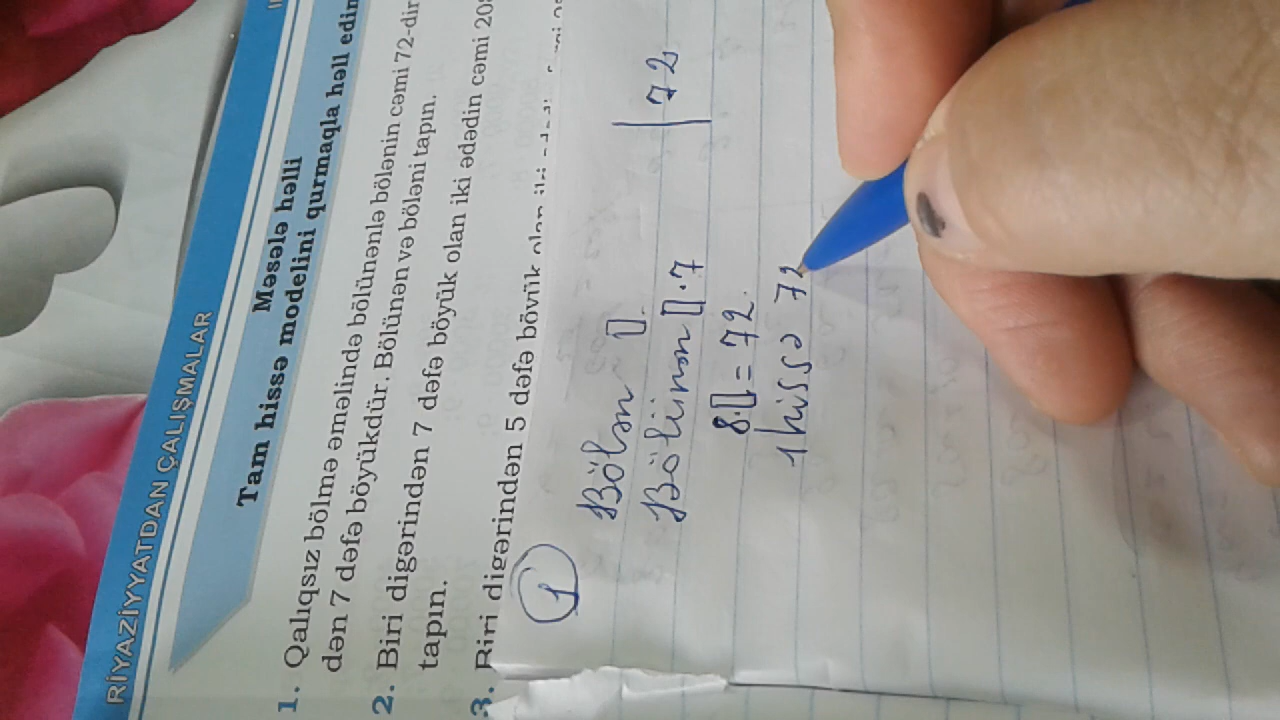 RİYAZİYYATDAN ÇALIŞMALAR
Məsələ həlli
Tam hissə modelini qurmaqla həll edin
1. Qalıqsız bölmə əməlində bölünənlə bölənin cəmi 72-dir
dən 7 dəfə böyükdür. Bölünən və böləni tapın.
2. Biri digərindən 7 dəfə böyük olan iki ədədin cəmi 208
tapın.
3. Biri digərindən 5 dəfə böyük olan
1
Bölən ▯.
Bölünən ▯.7 | 72
8.▯=72.
1 hissə 72